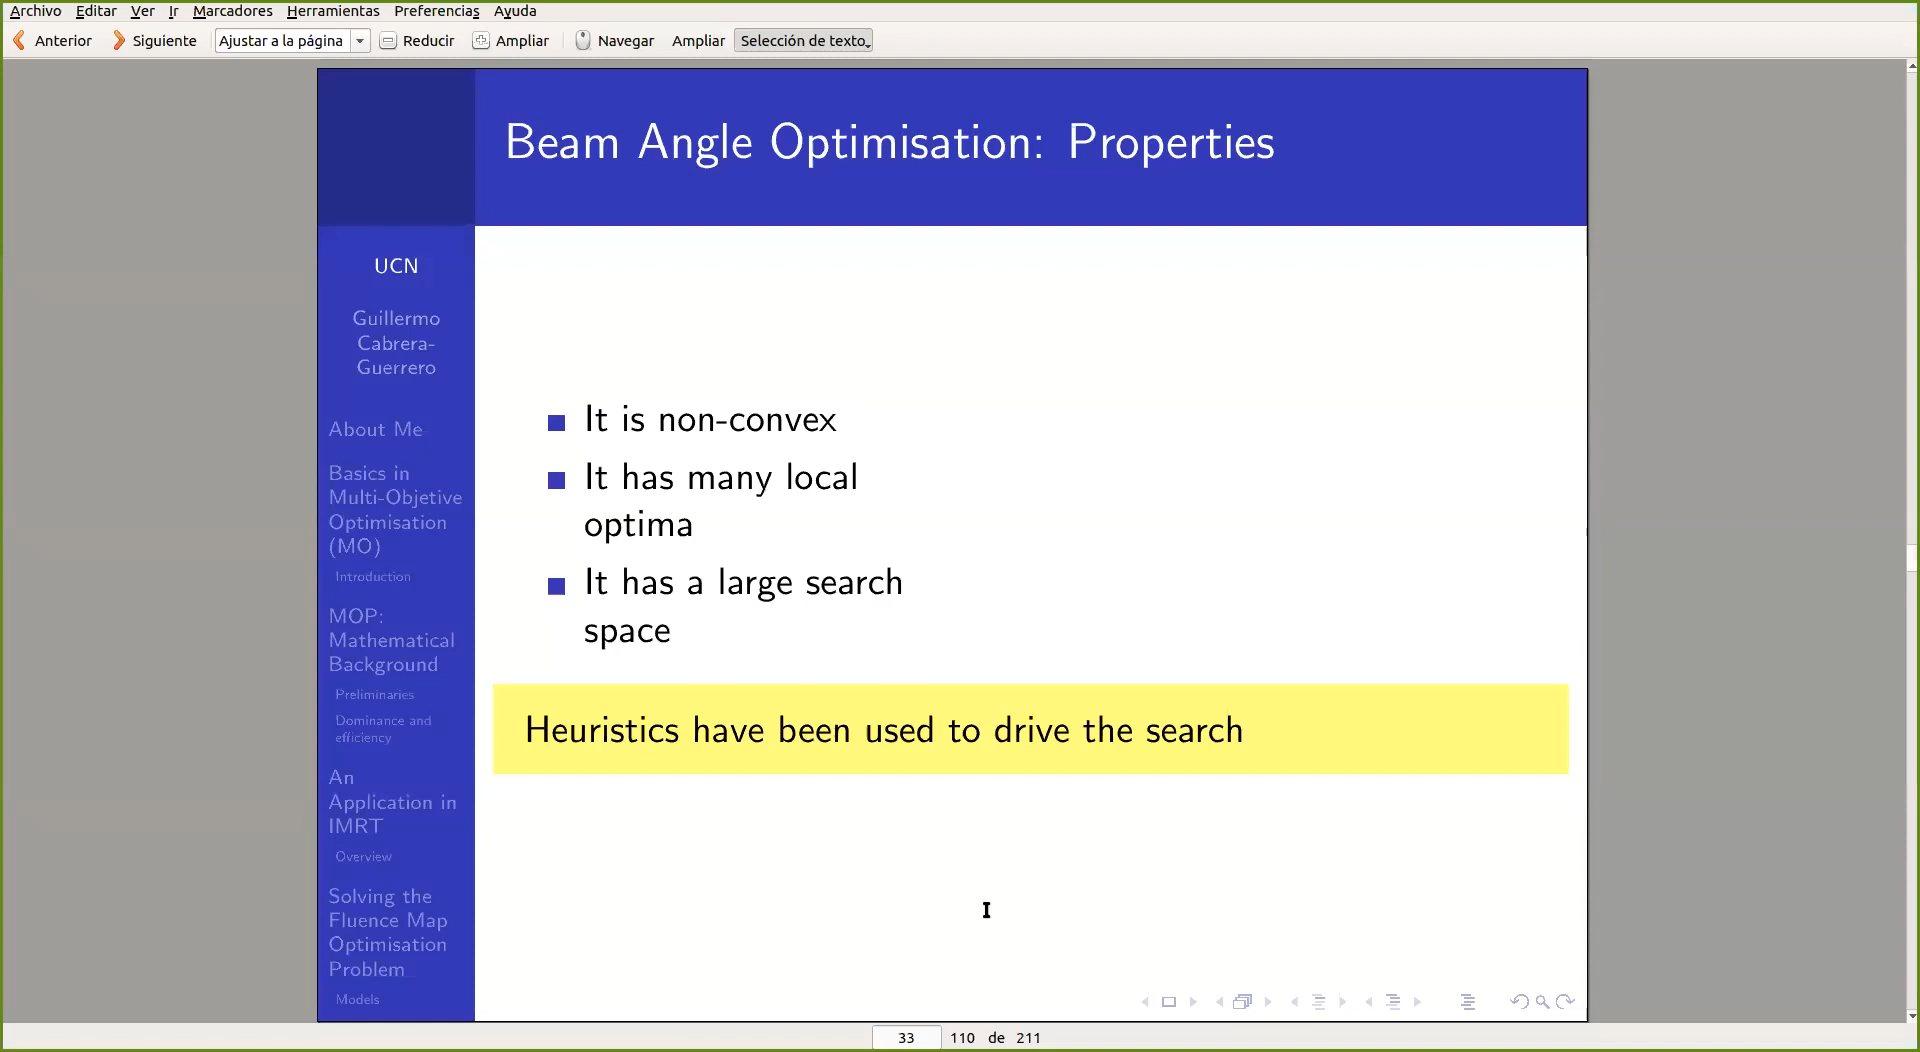 Archivo Editar Ver Ir Marcadores Herramientas Preferencias Ayuda
Anterior Siguiente Ajustar a la página Reducir Ampliar Navegar Ampliar Selección de texto
Beam Angle Optimisation: Properties
UCN
Guillermo
Cabrera-
Guerrero
About Me
Basics in
Multi-Objetive
Optimisation
(MO)
Introduction
MOP:
Mathematical
Background
Preliminaries
Dominance and
efficiency
An
Application in
IMRT
Overview
Solving the
Fluence Map
Optimisation
Problem
Models
It is non-convex
It has many local
optima
It has a large search
space
Heuristics have been used to drive the search
33 110 de 211